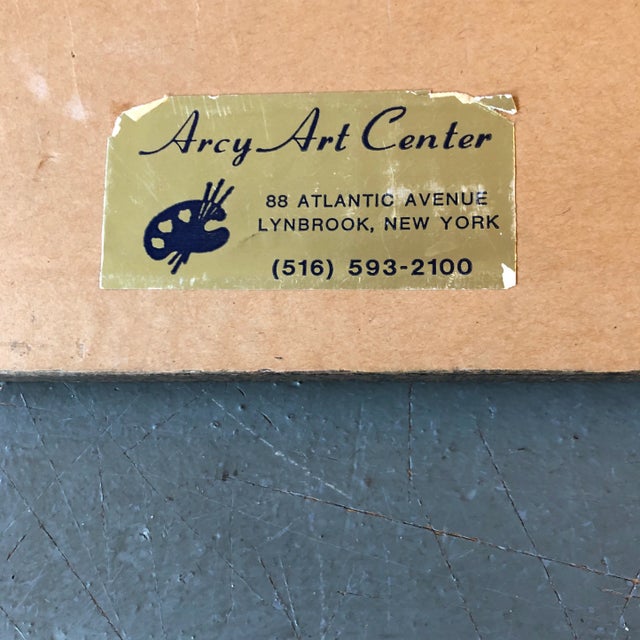 Arcy Art Center
88 ATLANTIC AVENUE
LYNBROOK, NEW YORK
(516) 593-2100